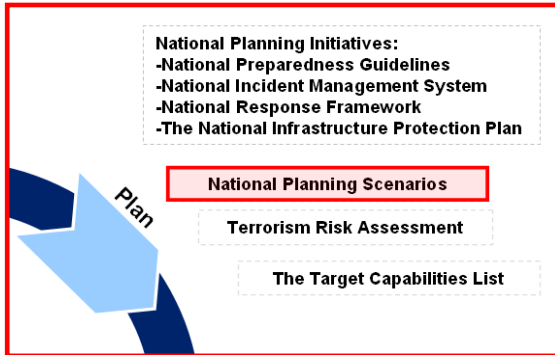 National Planning Initiatives:
-National Preparedness Guidelines
-National Incident Management System
-National Response Framework
-The National Infrastructure Protection Plan
National Planning Scenarios
Plan
Terrorism Risk Assessment
The Target Capabilities List